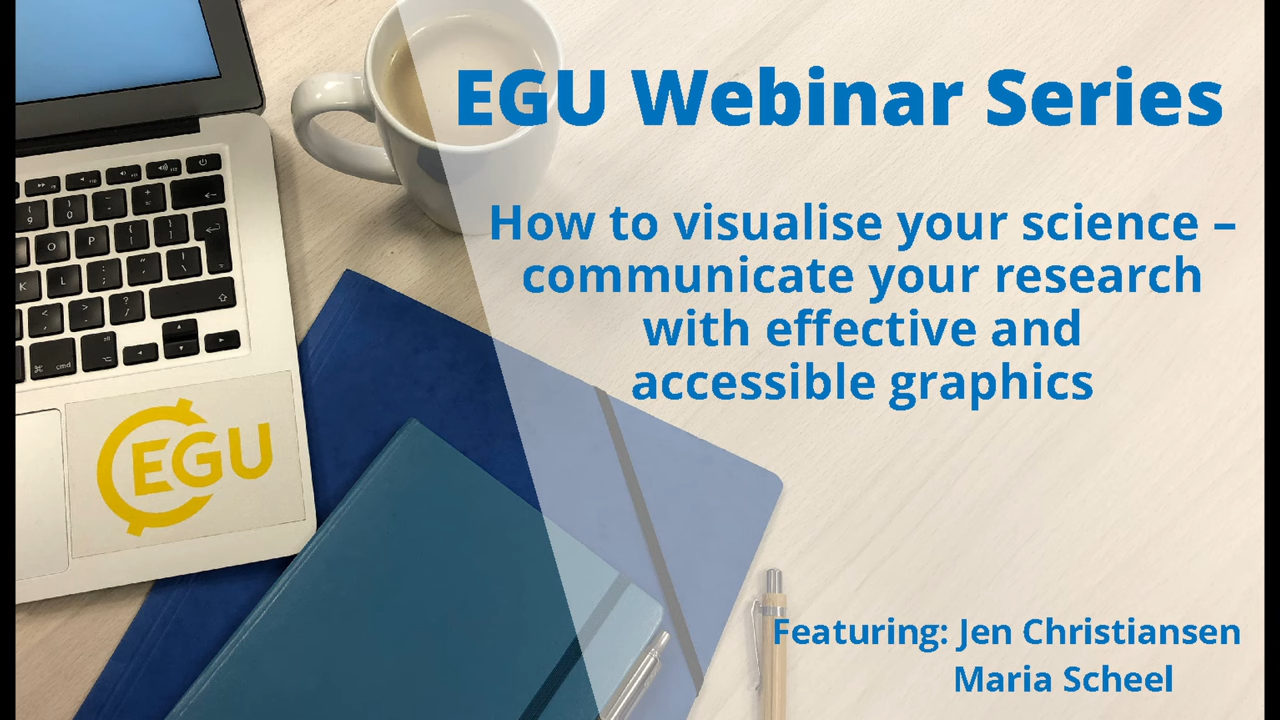 EGU Webinar Series
How to visualise your science –
communicate your research
with effective and
accessible graphics
EGU
O P
K L
cmd
Featuring: Jen Christiansen
Maria Scheel